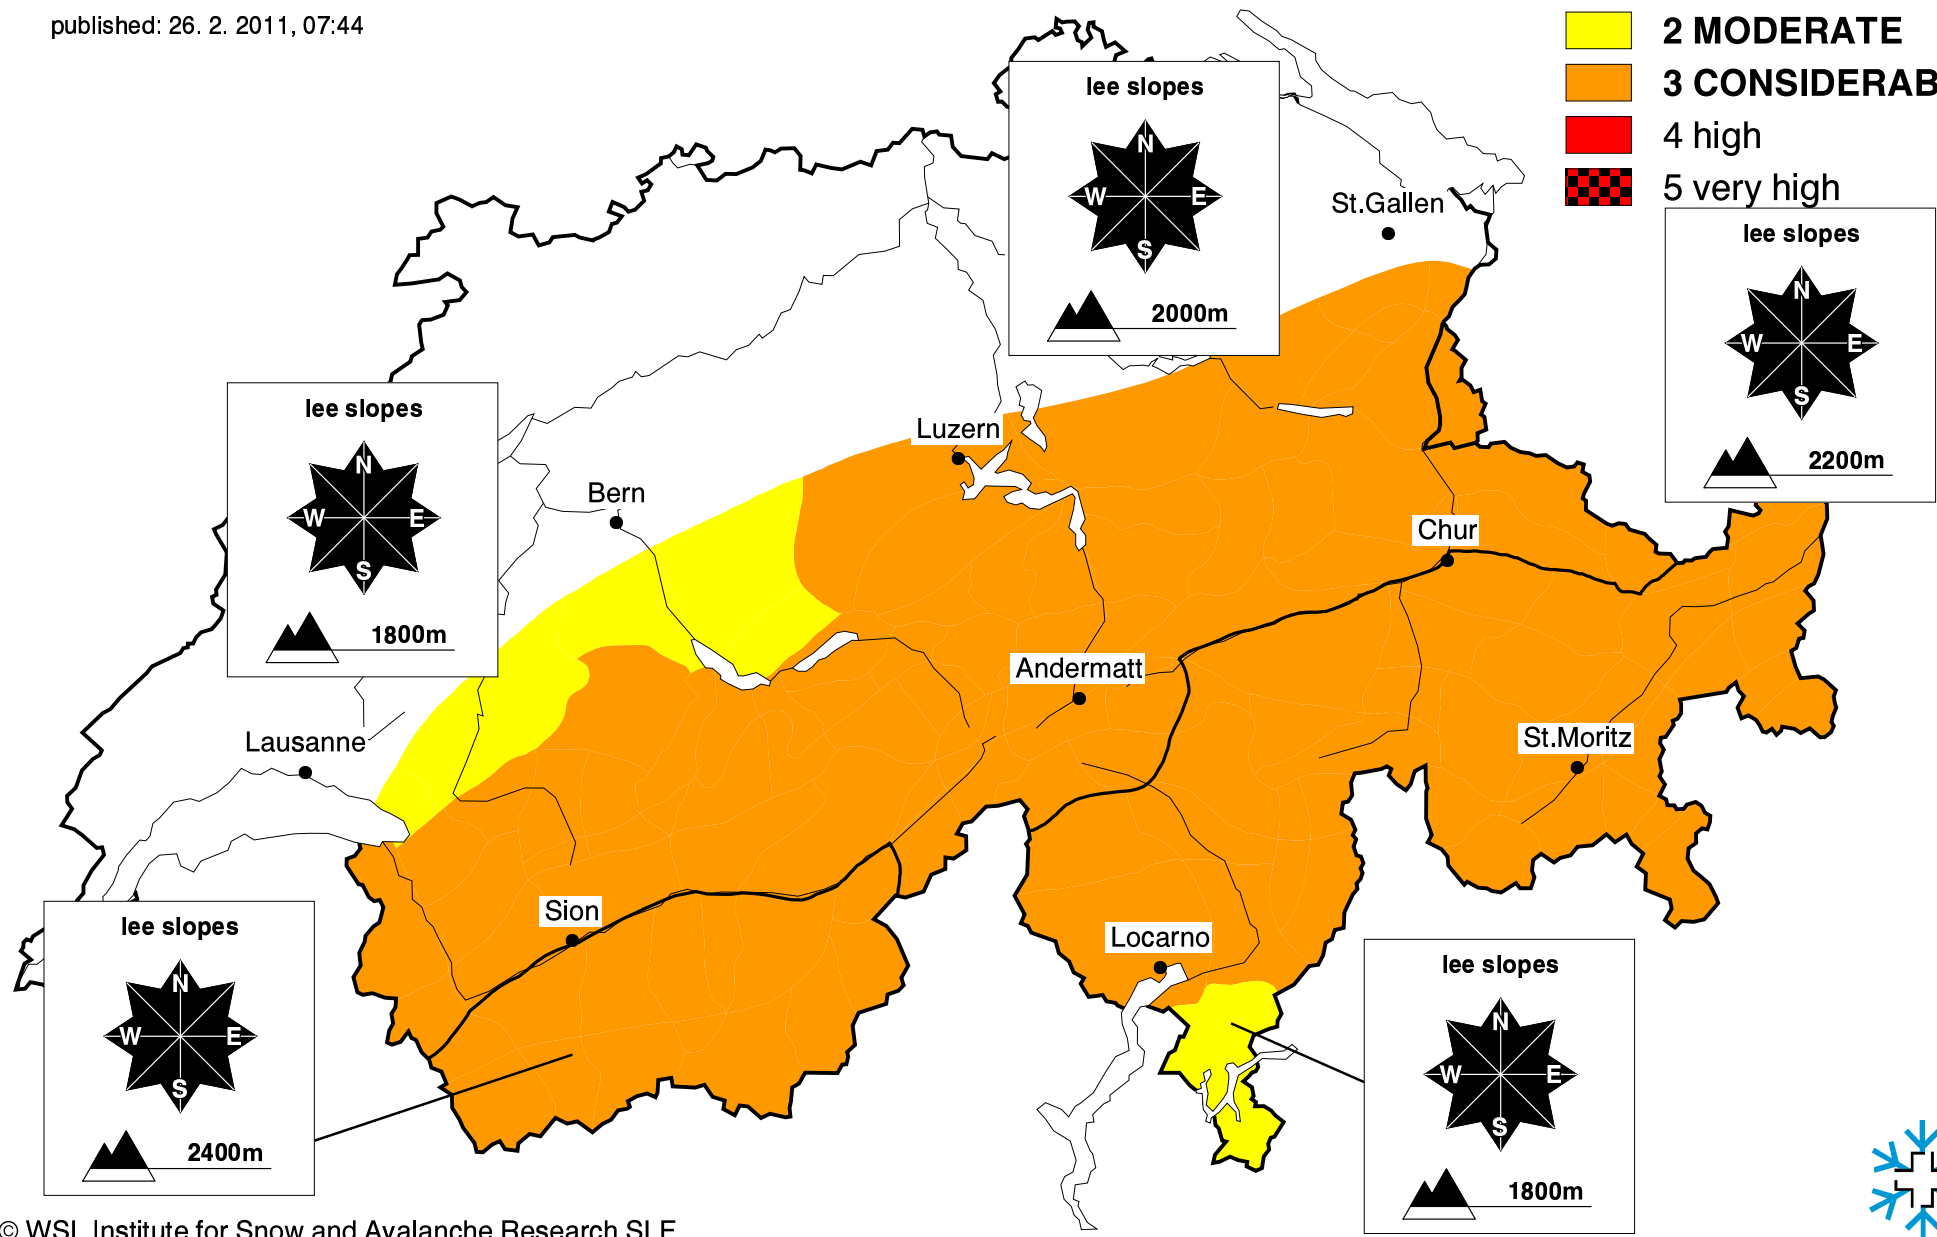 published: 26. 2. 2011, 07:44
2 MODERATE
3 CONSIDERAB
4 high
5 very high
lee slopes
N
W E
S
2000m
St.Gallen
lee slopes
N
W E
S
2200m
lee slopes
N
W E
S
1800m
Luzern
Bern
Chur
Andermatt
Lausanne
St.Moritz
Sion
Locarno
lee slopes
N
W E
S
2400m
lee slopes
N
W E
S
1800m
© WSL Institute for Snow and Avalanche Research SLF